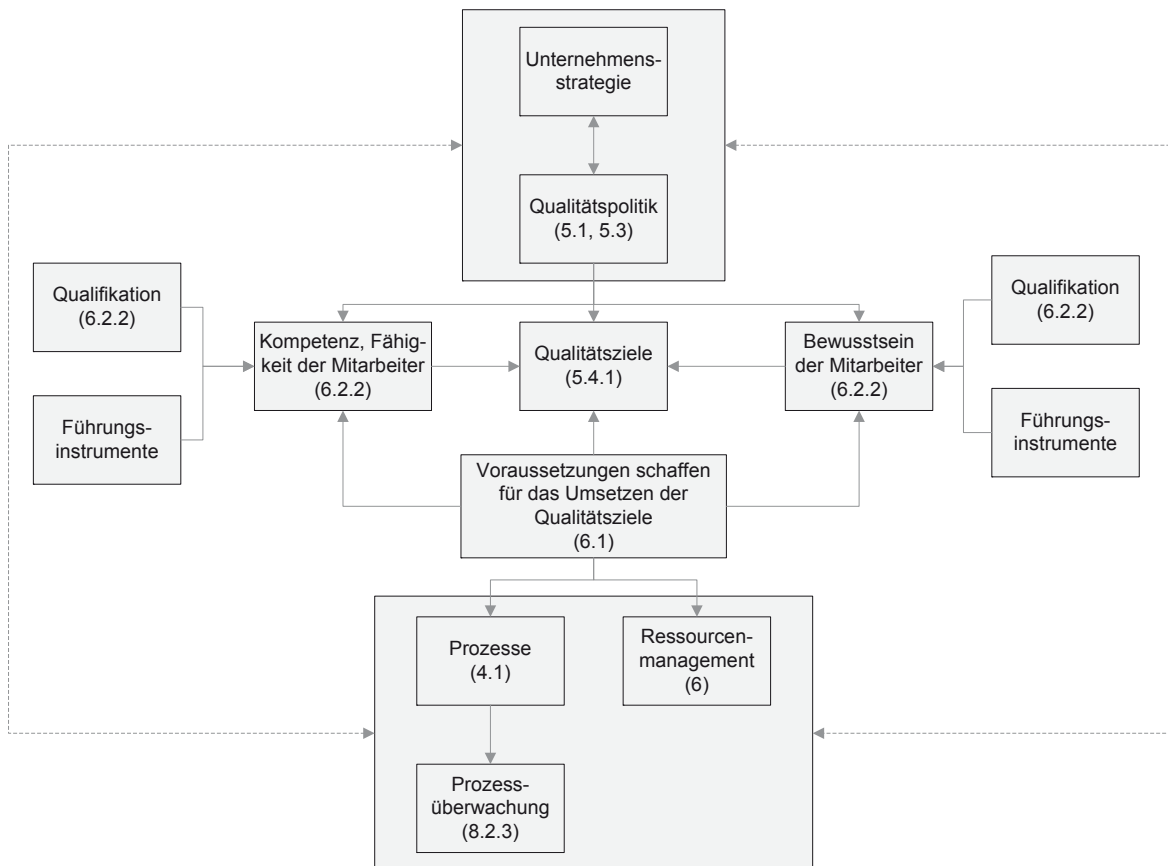 Unternehmens-
strategie
Qualitätspolitik
(5.1, 5.3)
Qualifikation
(6.2.2)
Führungs-
instrumente
Kompetenz, Fähig-
keit der Mitarbeiter
(6.2.2)
Qualitätsziele
(5.4.1)
Bewusstsein
der Mitarbeiter
(6.2.2)
Qualifikation
(6.2.2)
Führungs-
instrumente
Voraussetzungen schaffen
für das Umsetzen der
Qualitätsziele
(6.1)
Prozesse
(4.1)
Ressourcen-
management
(6)
Prozess-
überwachung
(8.2.3)